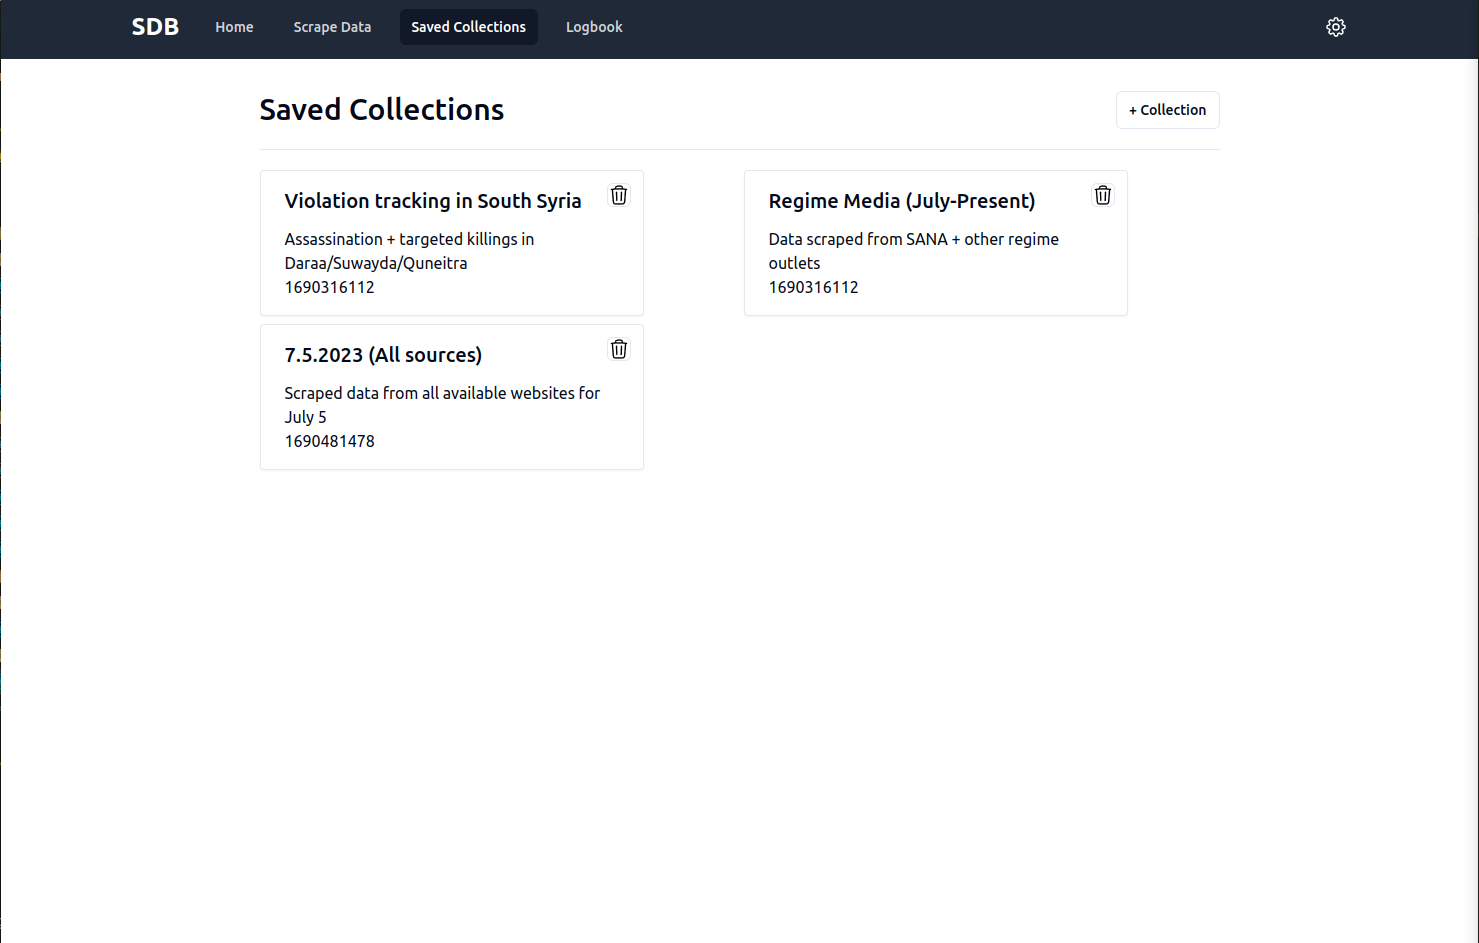 SDB Home Scrape Data Saved Collections Logbook
Saved Collections
+ Collection
Violation tracking in South Syria
Assassination + targeted killings in
Daraa/Suwayda/Quneitra
1690316112
Regime Media (July-Present)
Data scraped from SANA + other regime
outlets
1690316112
7.5.2023 (All sources)
Scraped data from all available websites for
July 5
1690481478